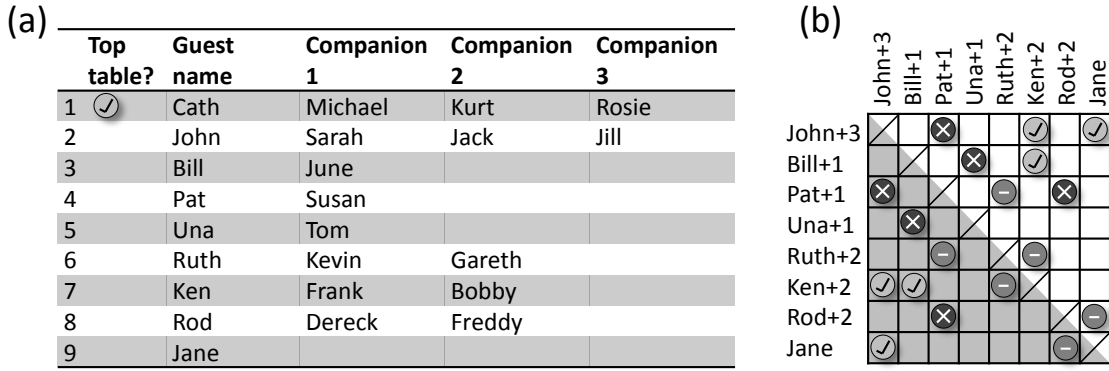 (a)
Top table? Guest name Companion 1 Companion 2 Companion 3
1 Cath Michael Kurt Rosie
2 John Sarah Jack Jill
3 Bill June
4 Pat Susan
5 Una Tom
6 Ruth Kevin Gareth
7 Ken Frank Bobby
8 Rod Dereck Freddy
9 Jane
(b)
John+3 Bill+1 Pat+1 Una+1 Ruth+2 Ken+2 Rod+2 Jane
John+3
Bill+1
Pat+1
Una+1
Ruth+2
Ken+2
Rod+2
Jane